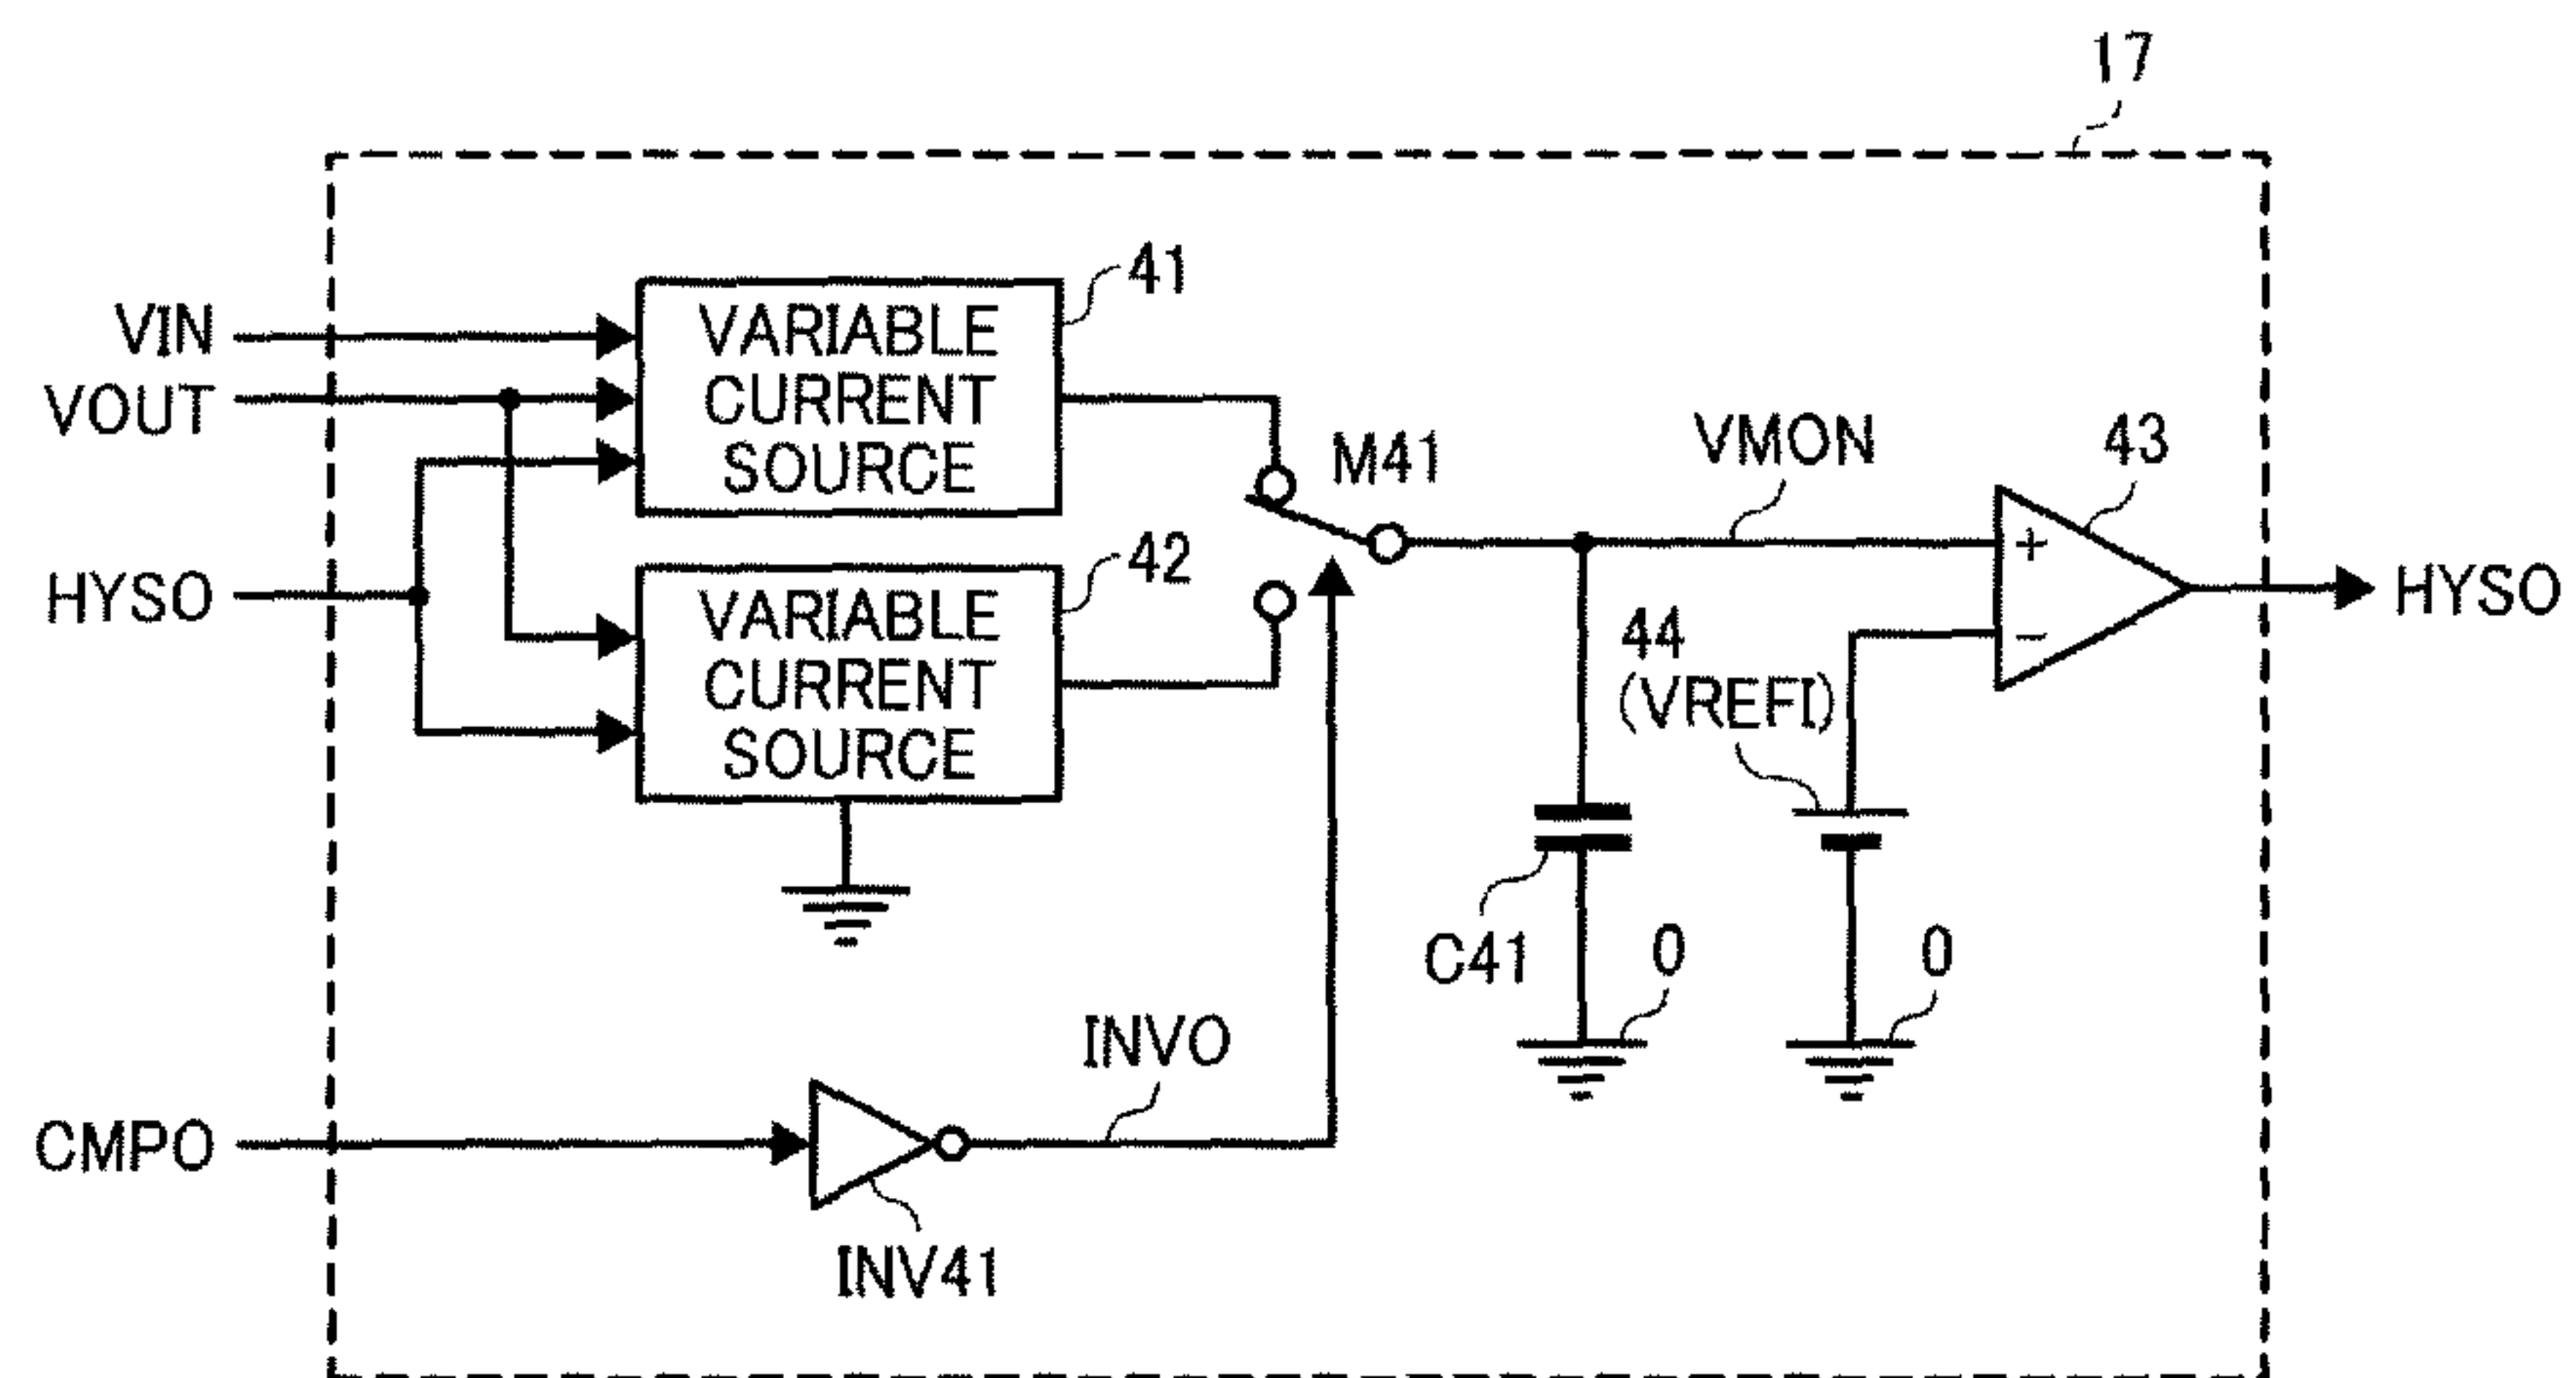 17
VIN
VOUT
HYSO
CMPO
VARIABLE
CURRENT
SOURCE
41
VARIABLE
CURRENT
SOURCE
42
M41
VMON
43
+
−
HYSO
44
(VREFI)
C41
0
0
INVO
INV41